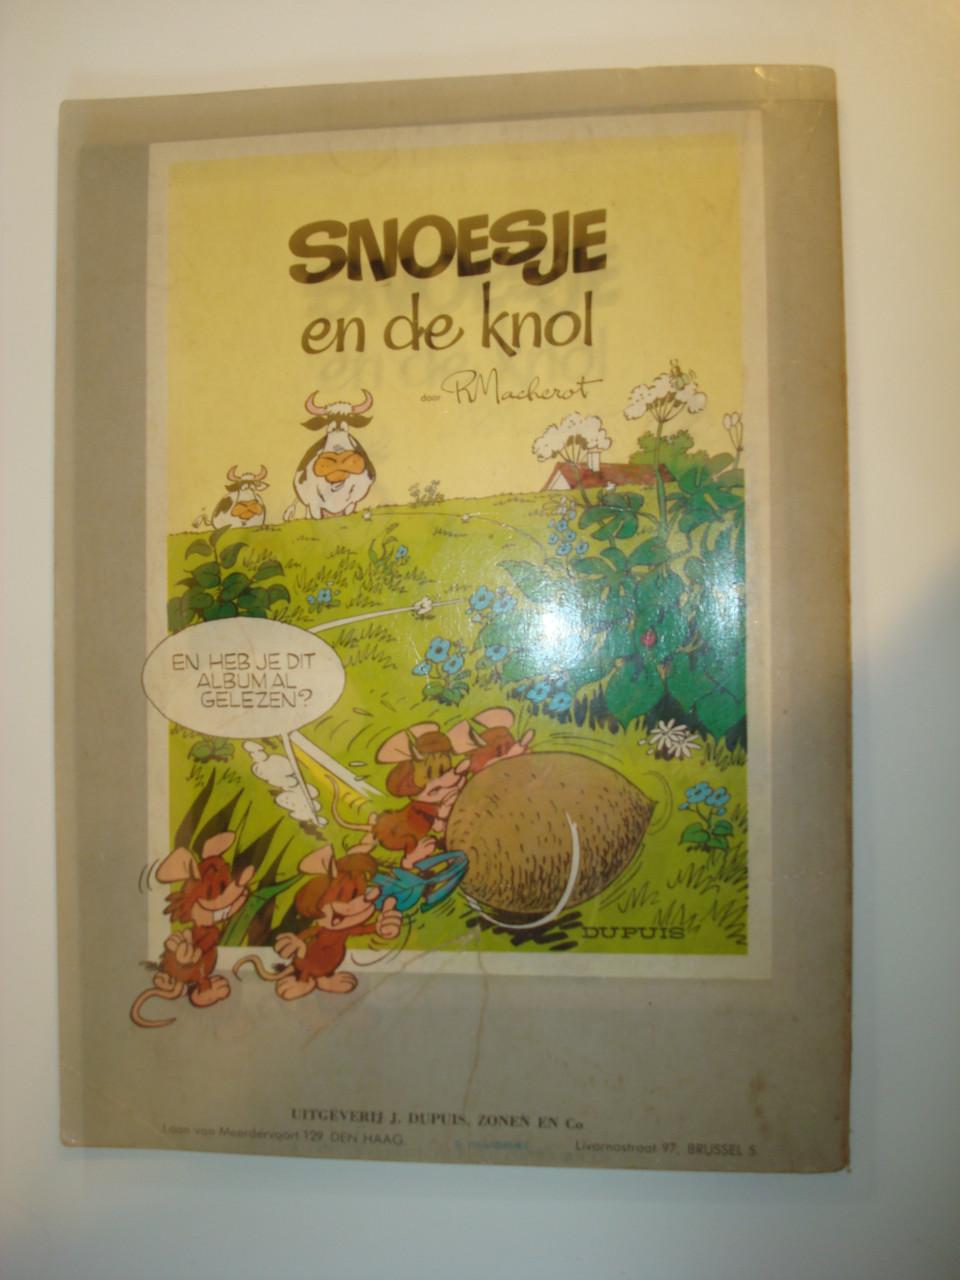 SNOESJE
en de knol
door R Macherot
EN HEB JE DIT
ALBUM AL
GELEZEN?
DUPUIS
UITGEVERIJ J. DUPUIS, ZONEN EN Co
Laan van Meerdervoort 129 DEN HAAG. Livornostraat 97, BRUSSEL 5